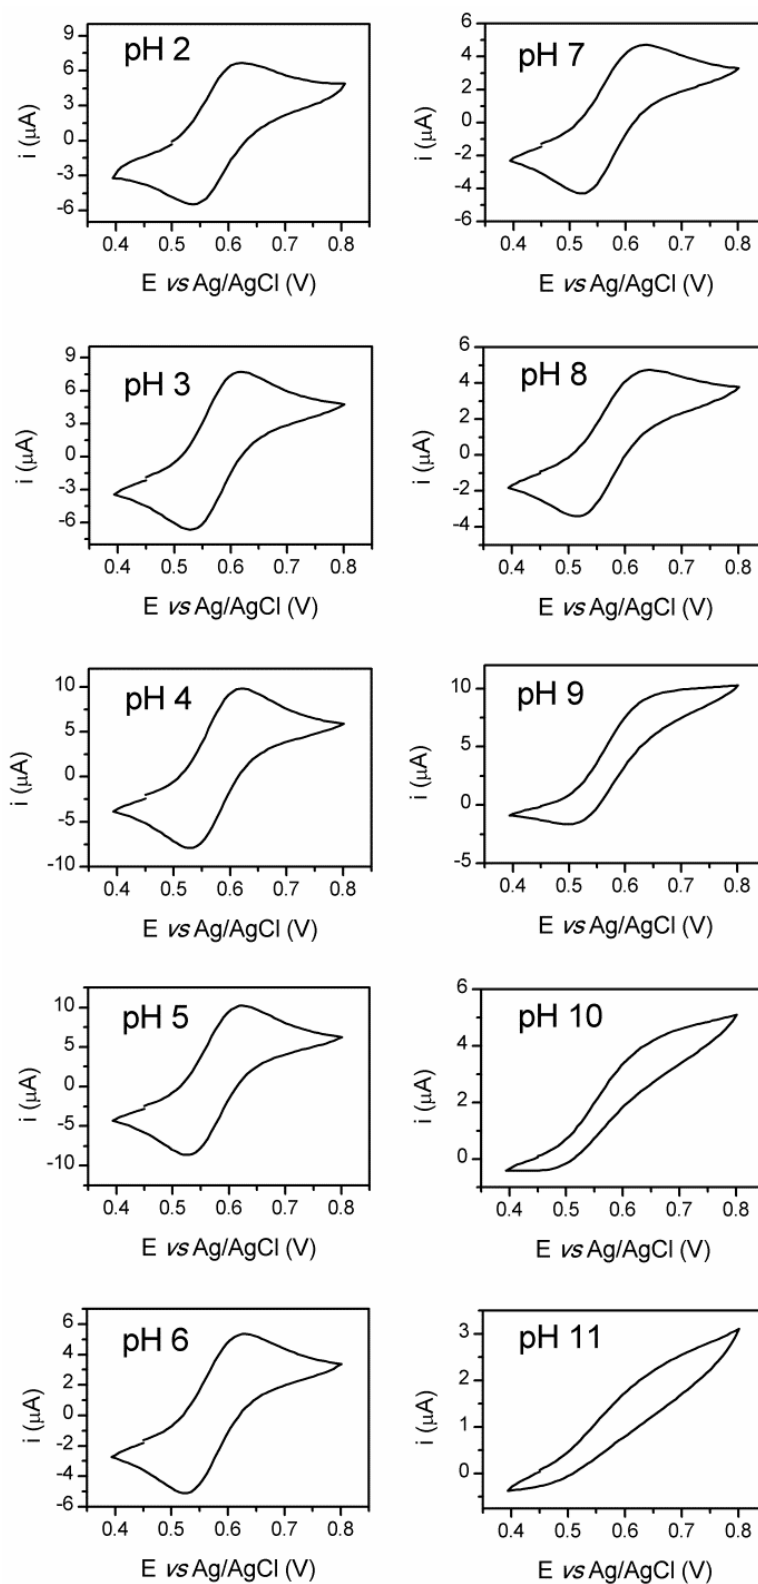 pH 2
i (μA)
9
6
3
0
-3
-6
0.4 0.5 0.6 0.7 0.8
E vs Ag/AgCl (V)
pH 7
i (μA)
6
4
2
0
-2
-4
-6
0.4 0.5 0.6 0.7 0.8
E vs Ag/AgCl (V)
pH 3
i (μA)
9
6
3
0
-3
-6
0.4 0.5 0.6 0.7 0.8
E vs Ag/AgCl (V)
pH 8
i (μA)
6
4
2
0
-2
-4
0.4 0.5 0.6 0.7 0.8
E vs Ag/AgCl (V)
pH 4
i (μA)
10
5
0
-5
-10
0.4 0.5 0.6 0.7 0.8
E vs Ag/AgCl (V)
pH 9
i (μA)
10
5
0
-5
0.4 0.5 0.6 0.7 0.8
E vs Ag/AgCl (V)
pH 5
i (μA)
10
5
0
-5
-10
0.4 0.5 0.6 0.7 0.8
E vs Ag/AgCl (V)
pH 10
i (μA)
6
4
2
0
0.4 0.5 0.6 0.7 0.8
E vs Ag/AgCl (V)
pH 6
i (μA)
6
4
2
0
-2
-4
-6
0.4 0.5 0.6 0.7 0.8
E vs Ag/AgCl (V)
pH 11
i (μA)
3
2
1
0
0.4 0.5 0.6 0.7 0.8
E vs Ag/AgCl (V)